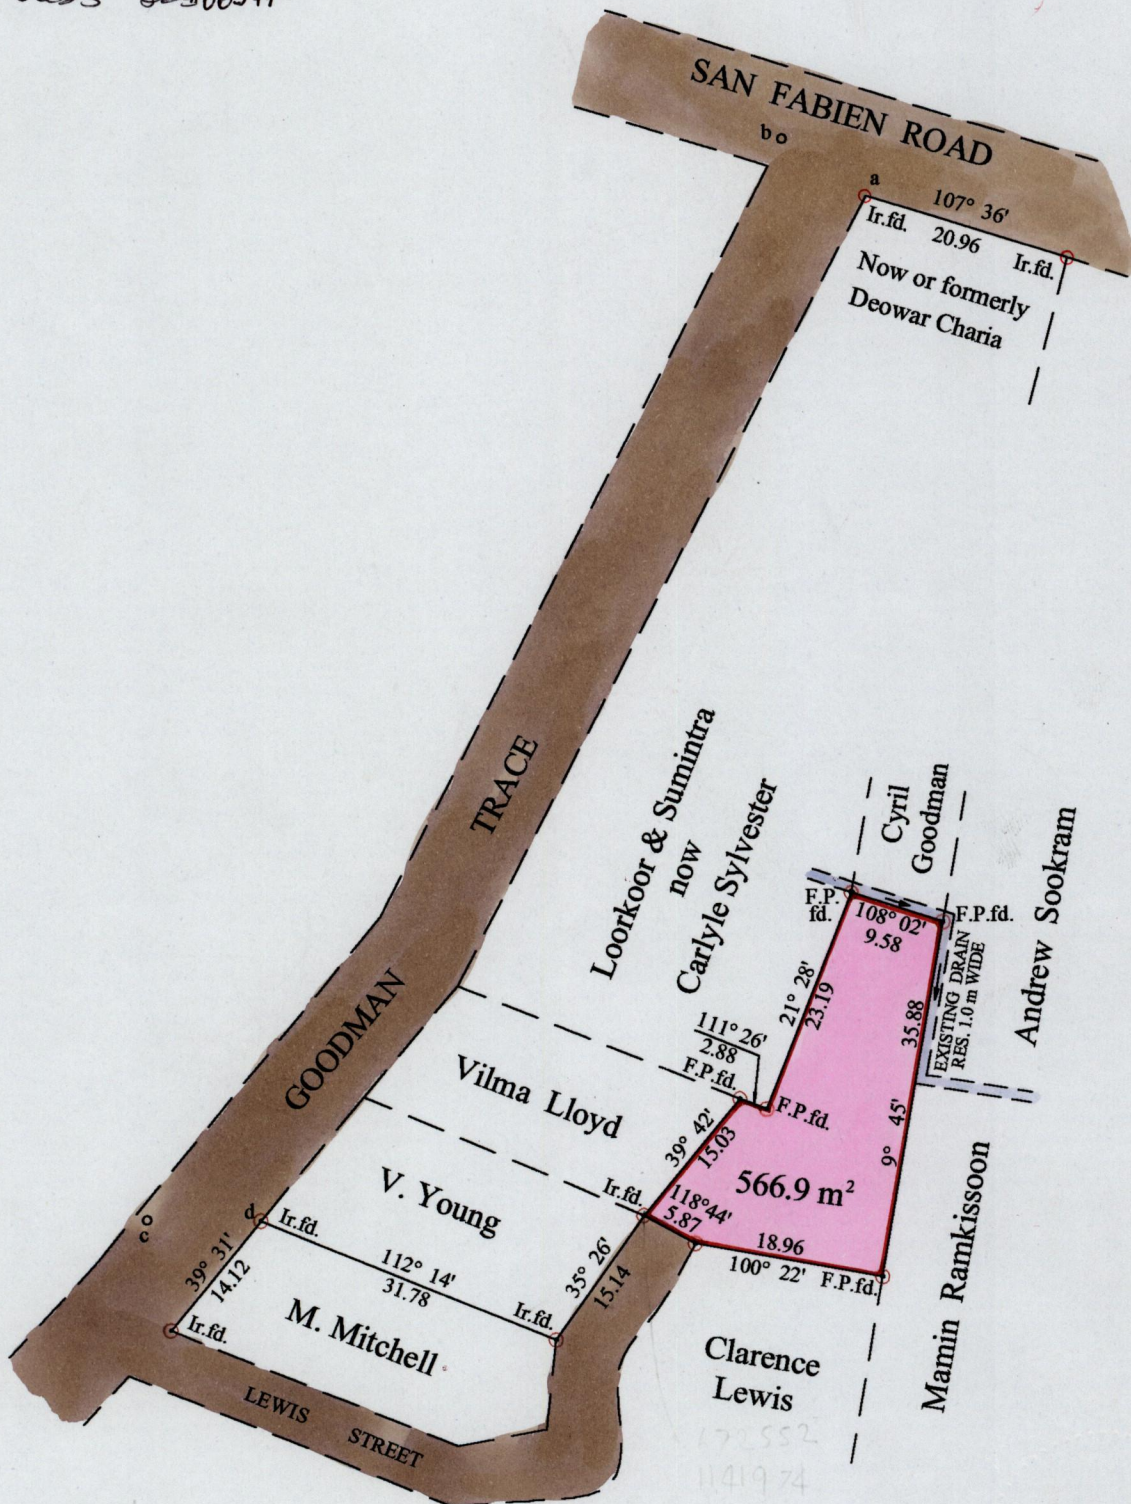 SAN FABIEN ROAD
b
a
107° 36'
Ir.fd. 20.96 Ir.fd.
Now or formerly
Deowar Charia
GOODMAN TRACE
Loorkoor & Sumintra
now
Carlyle Sylvester
Cyril
Goodman
Andrew Sookram
F.P.
fd.
108° 02'
9.58
F.P.fd.
EXISTING DRAIN
RES. 1.0 m WIDE
21° 28'
23.19
35.88
9° 45'
111° 26'
2.88
F.P.fd.
F.P.fd.
Vilma Lloyd
39° 42'
15.03
566.9 m²
Ir.fd.
118°44'
5.87
18.96
100° 22'
F.P.fd.
V. Young
c
d
Ir.fd.
39° 31'
14.12
112° 14'
31.78
35° 26'
15.14
Ir.fd.
Ir.fd.
M. Mitchell
Clarence
Lewis
Mamin Ramkissoon
LEWIS STREET